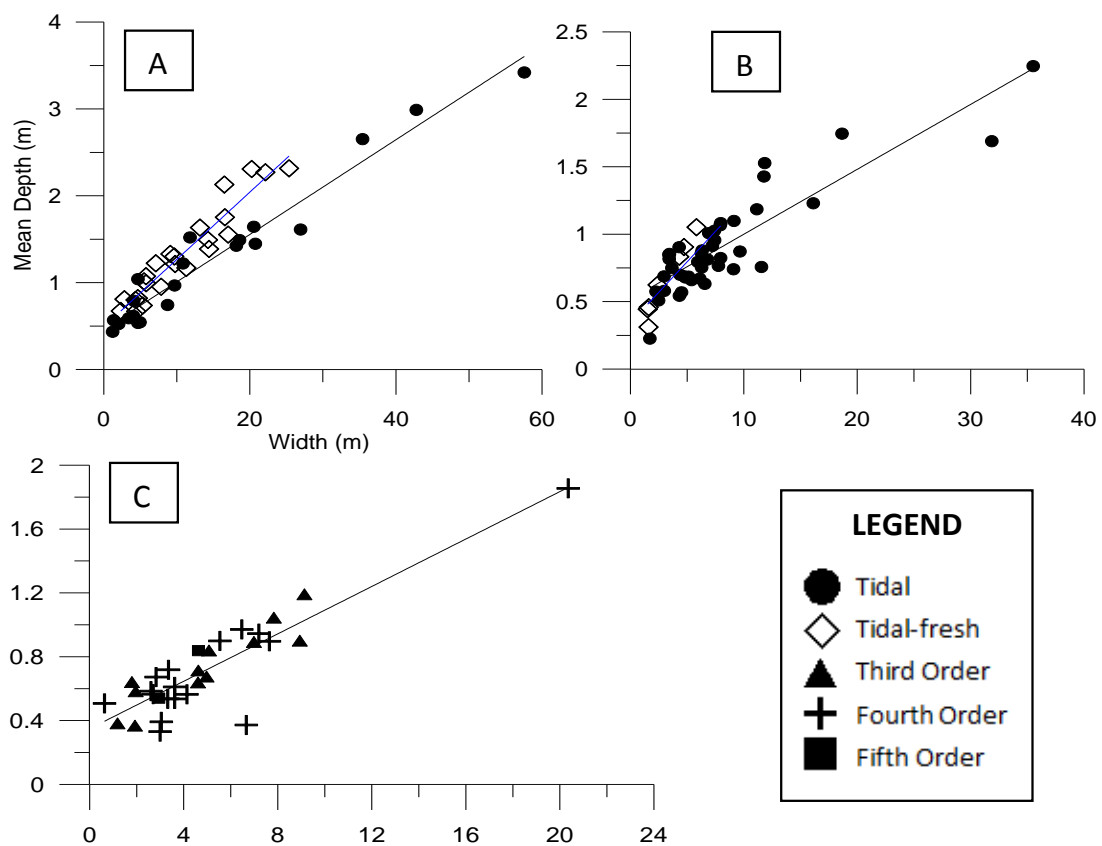 A
4
3
2
1
0
Mean Depth (m)
0 20 40 60
Width (m)
B
2.5
2
1.5
1
0.5
0
0 10 20 30 40
C
2
1.6
1.2
0.8
0.4
0
0 4 8 12 16 20 24
LEGEND
Tidal
Tidal-fresh
Third Order
Fourth Order
Fifth Order